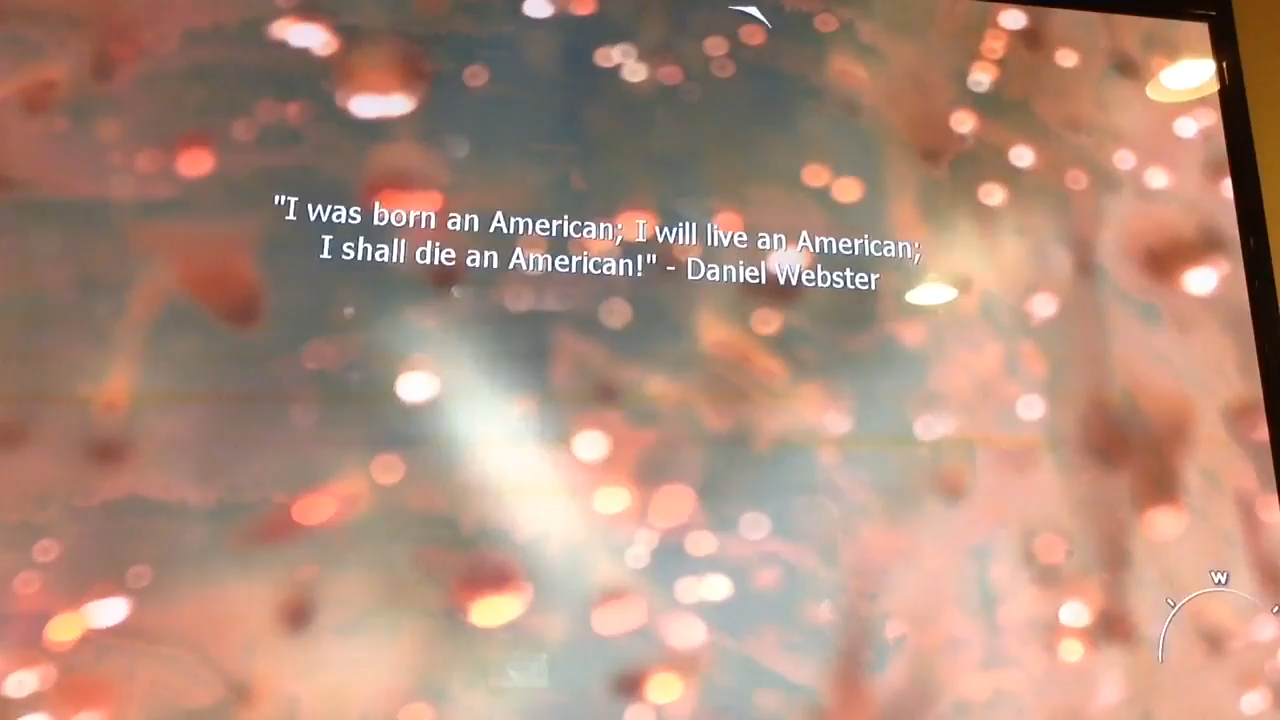 "I was born an American; I will live an American;
I shall die an American!" - Daniel Webster
W